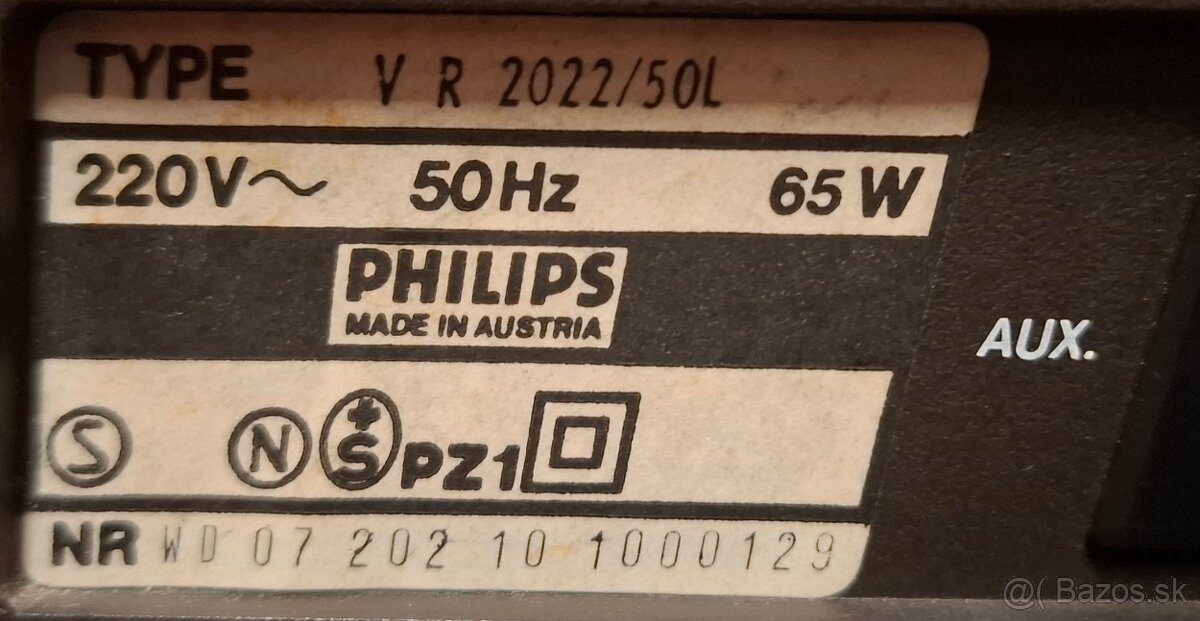 TYPE V R 2022/50L
220V~ 50Hz 65W
PHILIPS
MADE IN AUSTRIA
AUX.
S N +S PZ1
NR WD 07 202 10 1000129
@( Bazos.sk